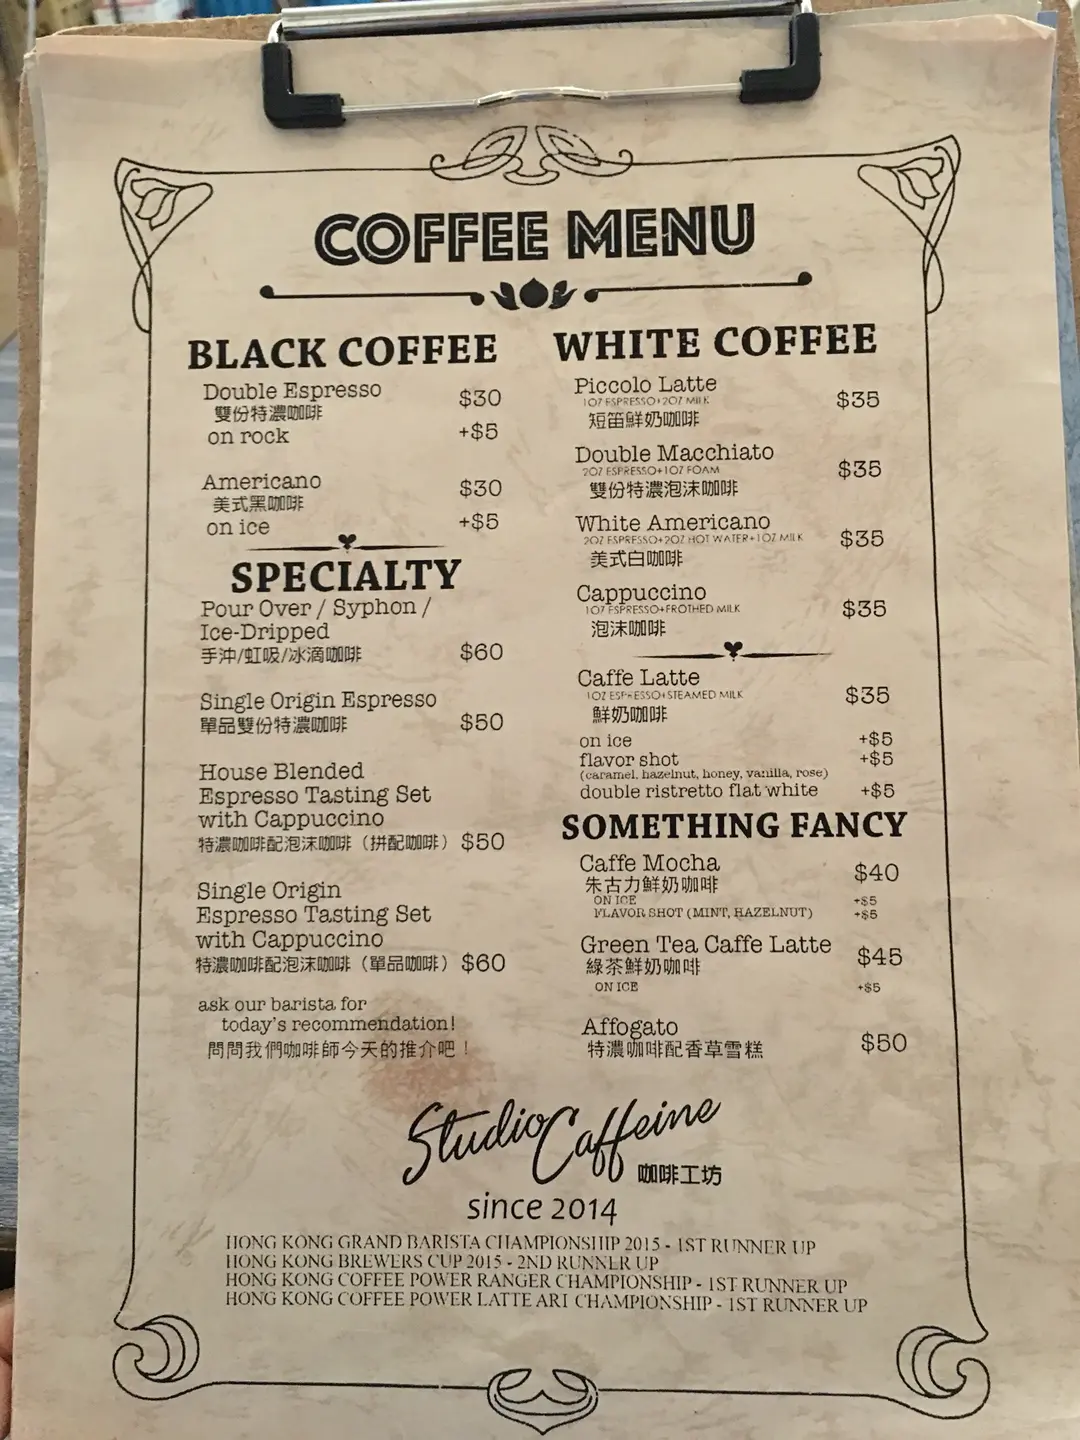 COFFEE MENU
BLACK COFFEE
Double Espresso $30
雙份特濃咖啡
on rock +$5
Americano $30
美式黑咖啡
on ice +$5
SPECIALTY
Pour Over / Syphon /
Ice-Dripped
手沖/虹吸/冰滴咖啡 $60
Single Origin Espresso
單品雙份特濃咖啡 $50
House Blended
Espresso Tasting Set
with Cappuccino
特濃咖啡配泡沫咖啡（拼配咖啡） $50
Single Origin
Espresso Tasting Set
with Cappuccino
特濃咖啡配泡沫咖啡（單品咖啡） $60
ask our barista for
today's recommendation!
問問我們咖啡師今天的推介吧！
WHITE COFFEE
Piccolo Latte
1OZ ESPRESSO+2OZ MILK $35
短笛鮮奶咖啡
Double Macchiato
2OZ ESPRESSO+1OZ FOAM $35
雙份特濃泡沫咖啡
White Americano
2OZ ESPRESSO+2OZ HOT WATER+1OZ MILK $35
美式白咖啡
Cappuccino
1OZ ESPRESSO+FROTHED MILK $35
泡沫咖啡
Caffe Latte
1OZ ESPRESSO+STEAMED MILK $35
鮮奶咖啡
on ice +$5
flavor shot +$5
(caramel, hazelnut, honey, vanilla, rose)
double ristretto flat white +$5
SOMETHING FANCY
Caffe Mocha $40
朱古力鮮奶咖啡
ON ICE +$5
FLAVOR SHOT (MINT, HAZELNUT) +$5
Green Tea Caffe Latte $45
綠茶鮮奶咖啡
ON ICE +$5
Affogato $50
特濃咖啡配香草雪糕
Studio Caffeine
咖啡工坊
since 2014
HONG KONG GRAND BARISTA CHAMPIONSHIP 2015 - 1ST RUNNER UP
HONG KONG BREWERS CUP 2015 - 2ND RUNNER UP
HONG KONG COFFEE POWER RANGER CHAMPIONSHIP - 1ST RUNNER UP
HONG KONG COFFEE POWER LATTE ART CHAMPIONSHIP - 1ST RUNNER UP